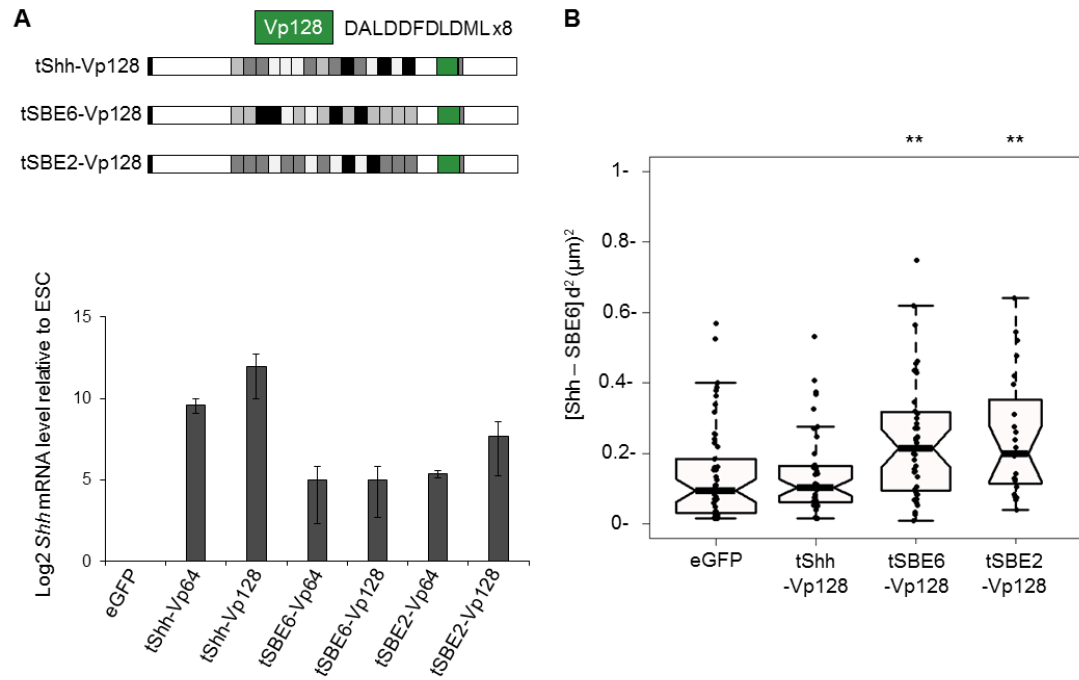 A
Vp128 DALDDFDLDML x8
tShh-Vp128
tSBE6-Vp128
tSBE2-Vp128
Log2 Shh mRNA level relative to ESC
15
10
5
0
eGFP
tShh-Vp64
tShh-Vp128
tSBE6-Vp64
tSBE6-Vp128
tSBE2-Vp64
tSBE2-Vp128
B
** **
[Shh – SBE6] d² (µm)²
1-
0.8-
0.6-
0.4-
0.2-
0-
eGFP
tShh -Vp128
tSBE6 -Vp128
tSBE2 -Vp128